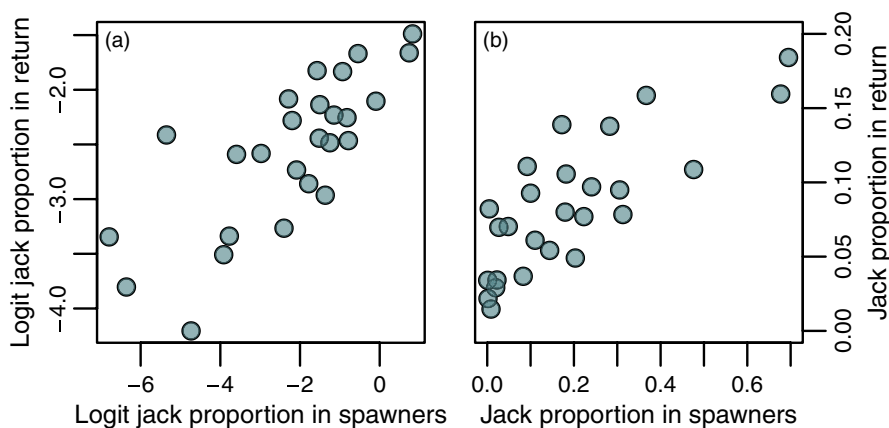 (a)
Logit jack proportion in return
−2.0
−3.0
−4.0
−6
−4
−2
0
Logit jack proportion in spawners
(b)
0.20
0.15
0.10
0.05
0.00
Jack proportion in return
0.0
0.2
0.4
0.6
Jack proportion in spawners